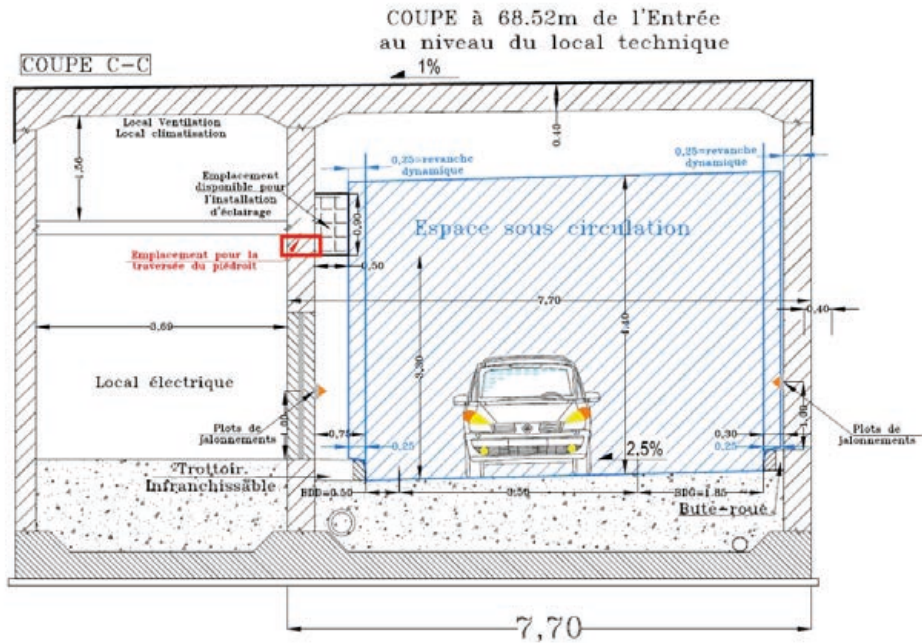 COUPE à 68.52m de l'Entrée
au niveau du local technique
COUPE C-C
1%
Local Ventilation
Local climatisation
1,56
0.40
0,25=revanche
dynamique
0,25=revanche
dynamique
Emplacement
disponible pour
l'installation
d'éclairage
0,90
Espace sous circulation
Emplacement pour la
traversée du piédroit
0,50
7,70
0,40
3,69
4.40
3,30
Local électrique
Plots de
jalonnements
1,00
0,75
0,25
0,30
0,25
1,00
Plots de
jalonnements
2.5%
Trottoir
Infranchissable
BDD=0.50
3.50
BDG=1.85
Bute-roue
7,70